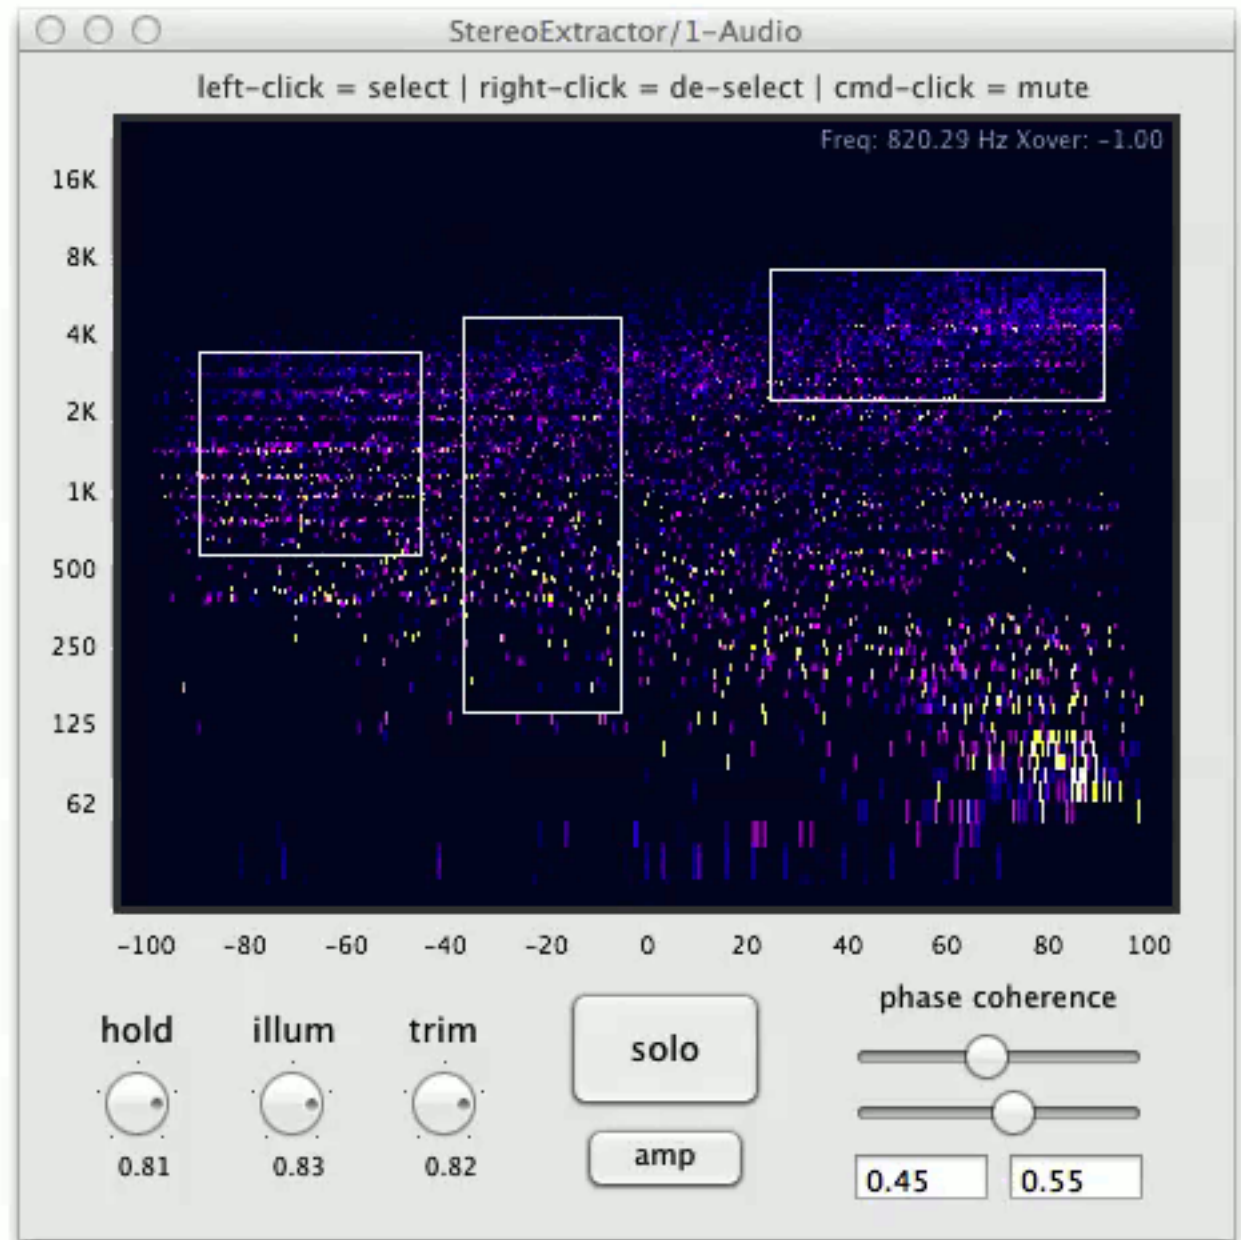 StereoExtractor/1-Audio
left-click = select | right-click = de-select | cmd-click = mute
Freq: 820.29 Hz Xover: -1.00
16K
8K
4K
2K
1K
500
250
125
62
-100 -80 -60 -40 -20 0 20 40 60 80 100
hold illum trim
0.81 0.83 0.82
solo
amp
phase coherence
0.45 0.55